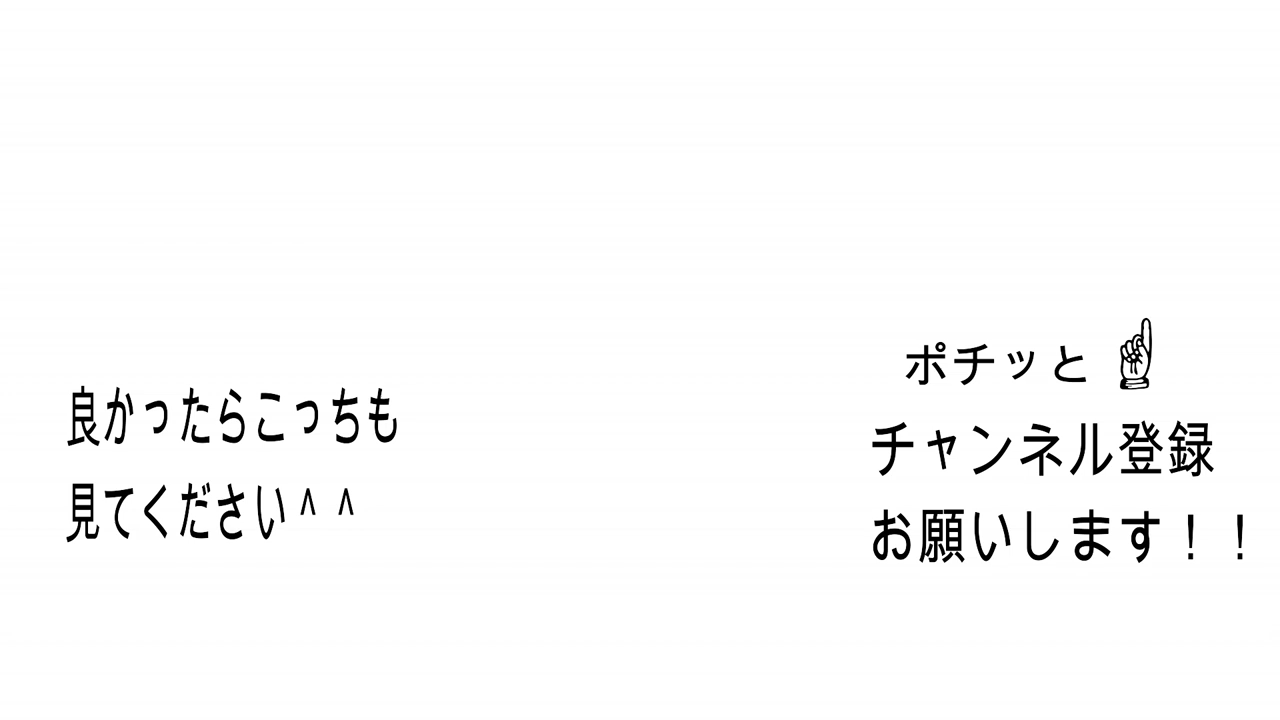 良かったらこっちも
見てください＾＾
ポチッと☝
チャンネル登録
お願いします！！